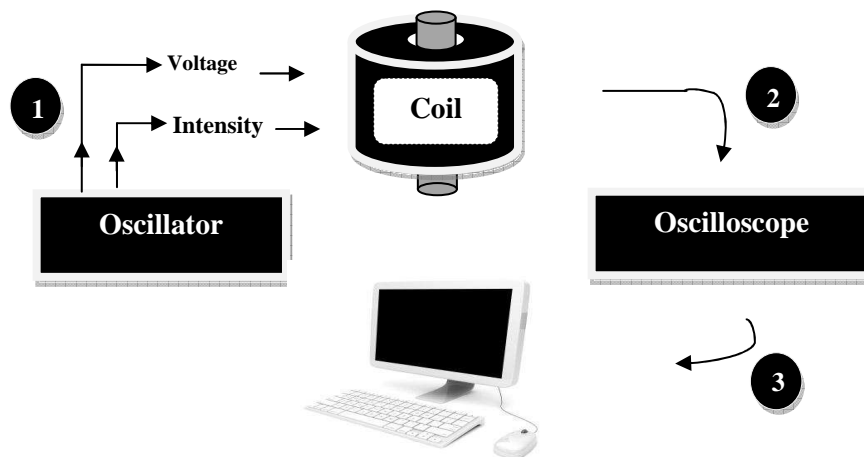 Voltage
1
Intensity
Coil
2
Oscillator
Oscilloscope
3